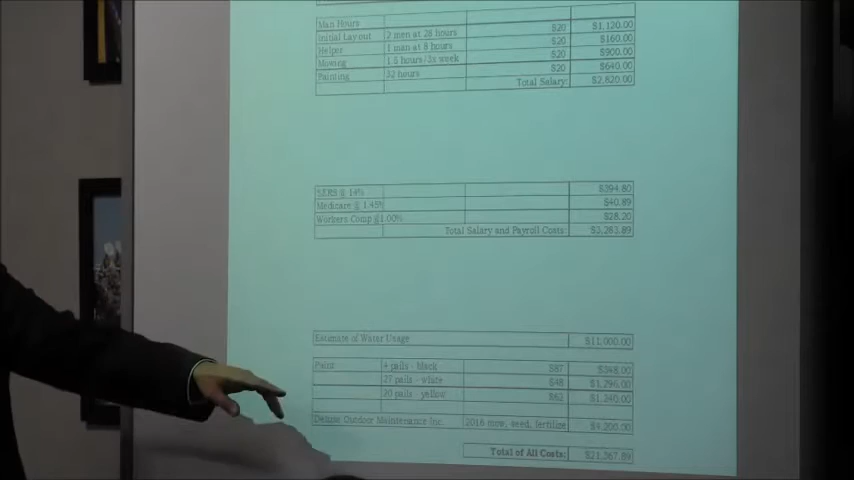 Man Hours $1,120.00
Initial Layout 2 men at 28 hours $20 $160.00
Helper 1 man at 8 hours $20 $900.00
Mowing 1.5 hours /3x week $20 $640.00
Painting 32 hours $20
Total Salary: $2,820.00
SERS @ 14% $394.80
Medicare @ 1.45% $40.89
Workers Comp @1.00% $28.20
Total Salary and Payroll Costs: $2,283.89
Estimate of Water Usage $11,000.00
Paint 4 pails - black $87 $348.00
27 pails - white $48 $1,296.00
20 pails - yellow $62 $1,240.00
Deluxe Outdoor Maintenance Inc. 2016 mow, seed, fertilize $4,200.00
Total of All Costs: $21,367.89